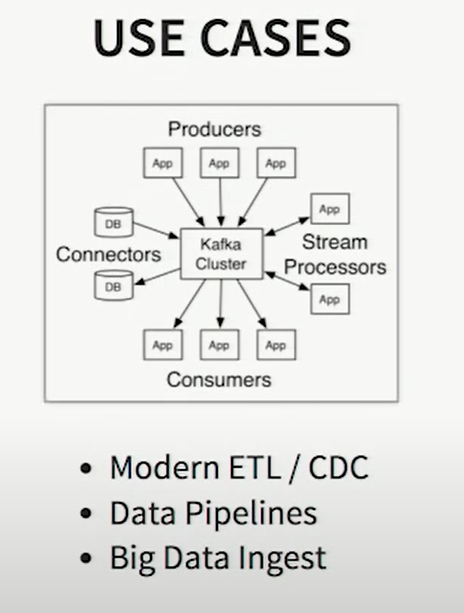 USE CASES
Producers
App App App
App
DB
Kafka
Cluster
Stream
Connectors
Processors
DB
App
App App App
Consumers
• Modern ETL / CDC
• Data Pipelines
• Big Data Ingest